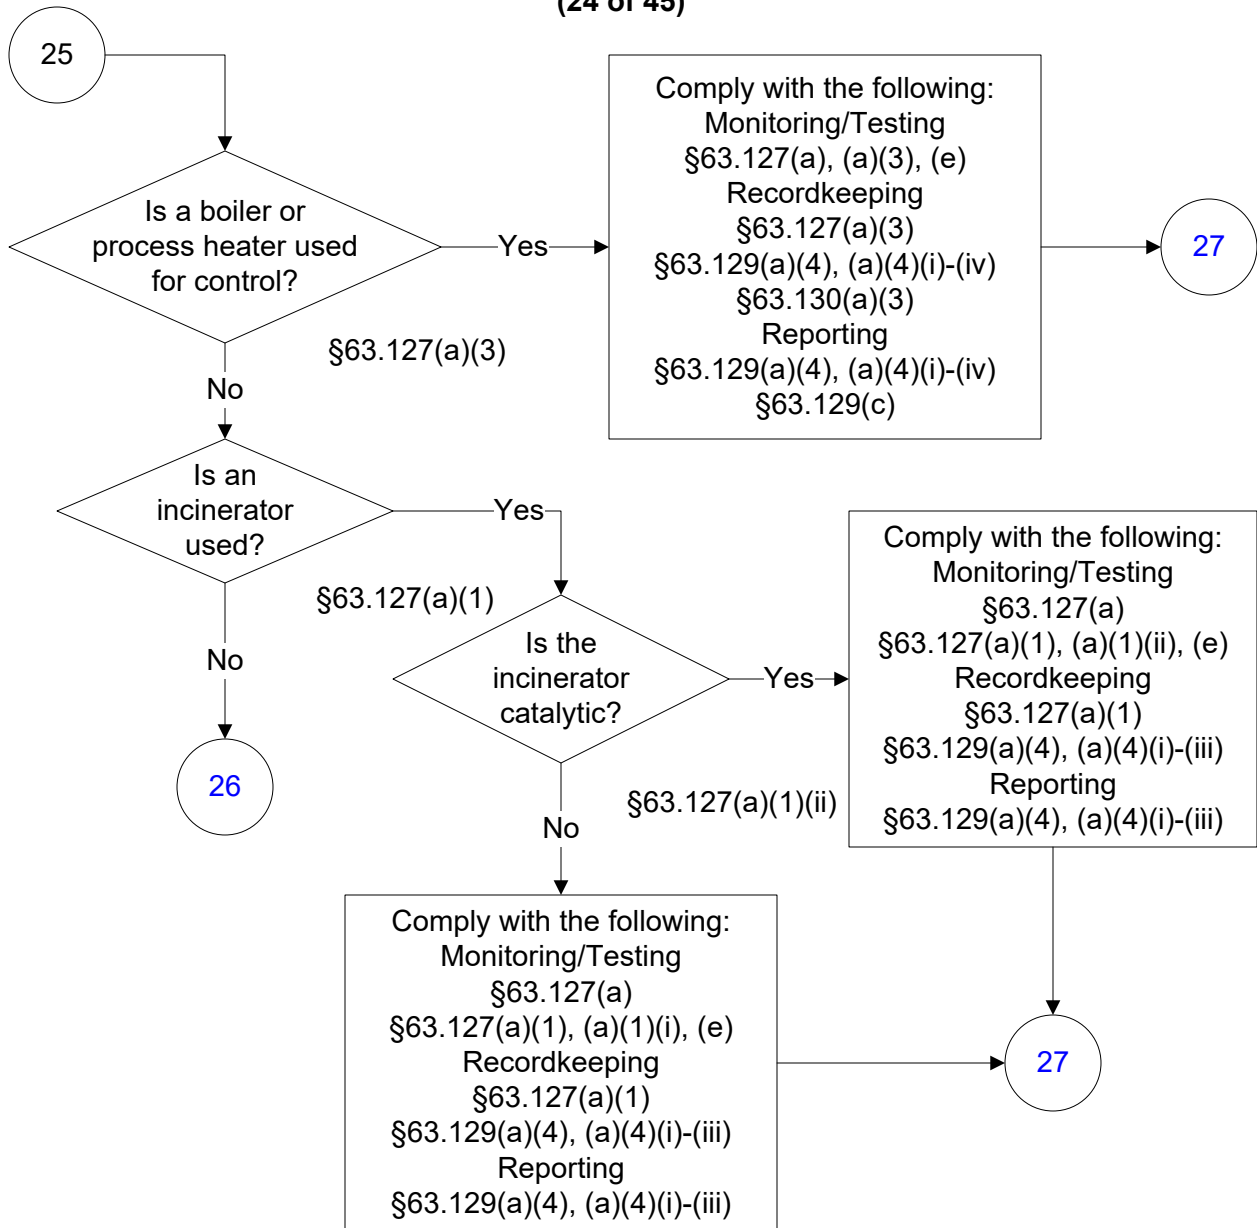 (24 of 45)
25
Is a boiler or
process heater used
for control?
Yes
Comply with the following:
Monitoring/Testing
§63.127(a), (a)(3), (e)
Recordkeeping
§63.127(a)(3)
§63.129(a)(4), (a)(4)(i)-(iv)
§63.130(a)(3)
Reporting
§63.129(a)(4), (a)(4)(i)-(iv)
§63.129(c)
27
§63.127(a)(3)
No
Is an
incinerator
used?
Yes
§63.127(a)(1)
No
26
Is the
incinerator
catalytic?
Yes
Comply with the following:
Monitoring/Testing
§63.127(a)
§63.127(a)(1), (a)(1)(ii), (e)
Recordkeeping
§63.127(a)(1)
§63.129(a)(4), (a)(4)(i)-(iii)
Reporting
§63.129(a)(4), (a)(4)(i)-(iii)
§63.127(a)(1)(ii)
No
Comply with the following:
Monitoring/Testing
§63.127(a)
§63.127(a)(1), (a)(1)(i), (e)
Recordkeeping
§63.127(a)(1)
§63.129(a)(4), (a)(4)(i)-(iii)
Reporting
§63.129(a)(4), (a)(4)(i)-(iii)
27